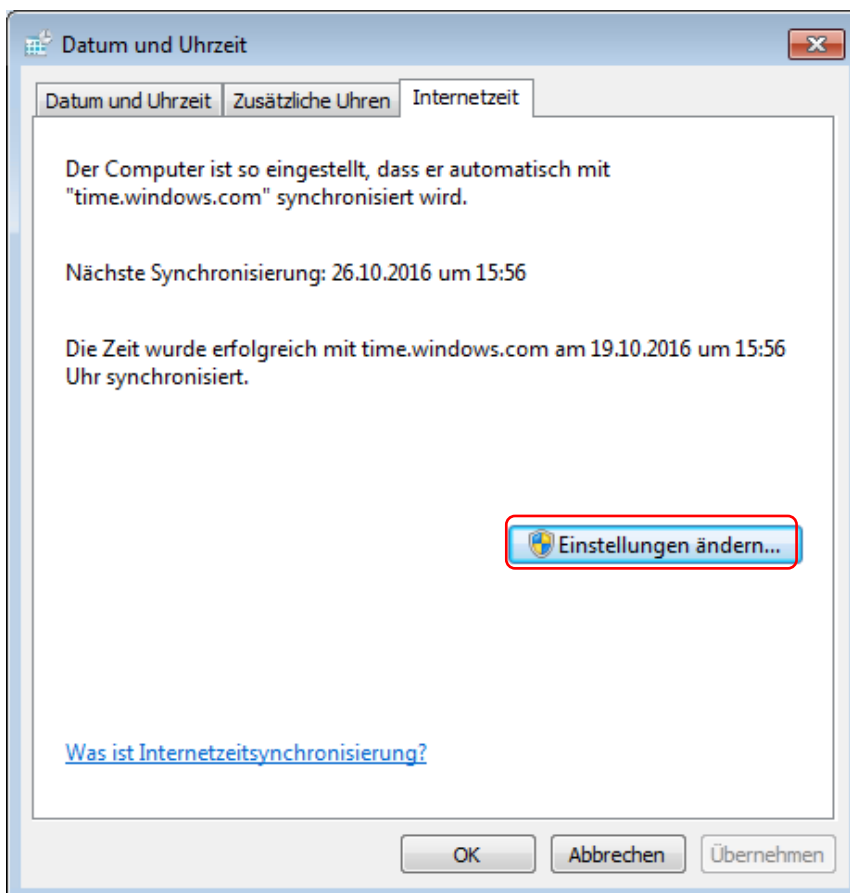 Datum und Uhrzeit
Datum und Uhrzeit Zusätzliche Uhren Internetzeit
Der Computer ist so eingestellt, dass er automatisch mit
"time.windows.com" synchronisiert wird.
Nächste Synchronisierung: 26.10.2016 um 15:56
Die Zeit wurde erfolgreich mit time.windows.com am 19.10.2016 um 15:56
Uhr synchronisiert.
Einstellungen ändern...
Was ist Internetzeitsynchronisierung?
OK Abbrechen Übernehmen